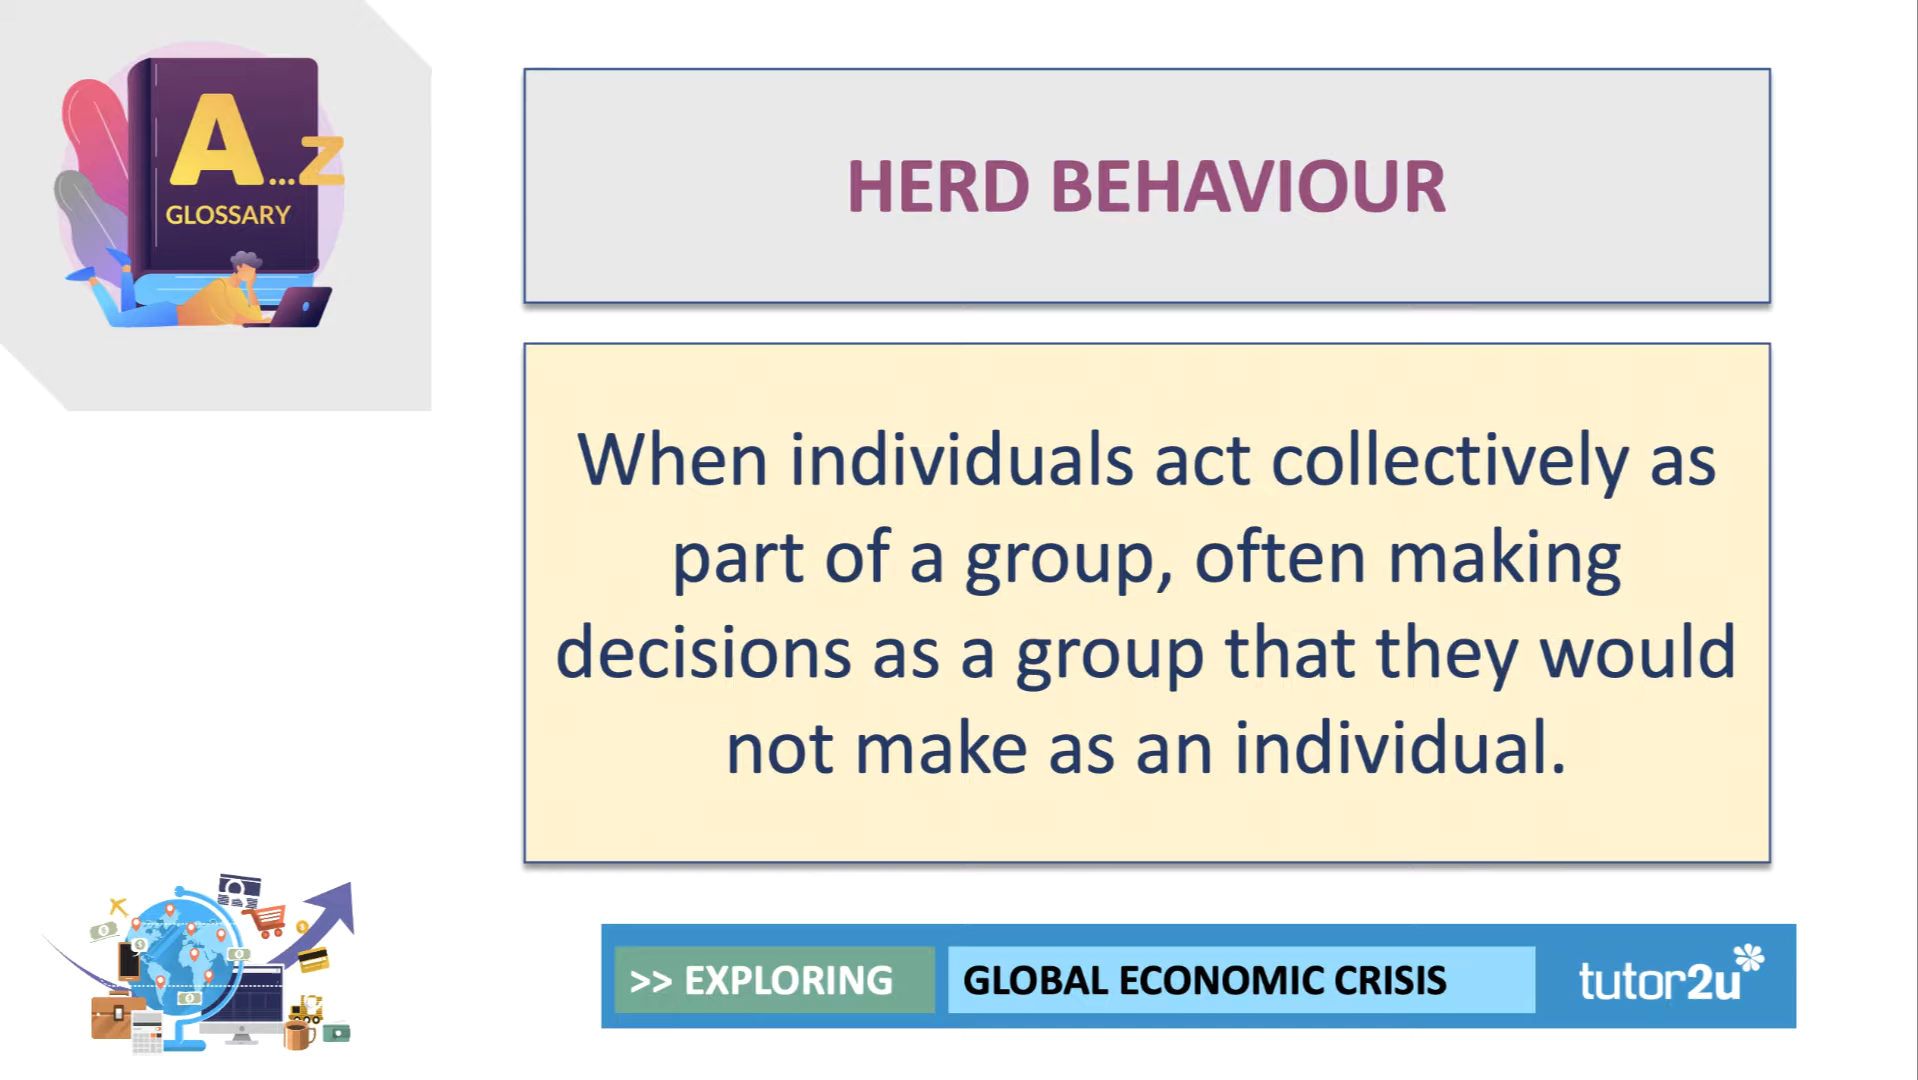 A...Z
GLOSSARY
HERD BEHAVIOUR
When individuals act collectively as
part of a group, often making
decisions as a group that they would
not make as an individual.
>> EXPLORING
GLOBAL ECONOMIC CRISIS
tutor2u